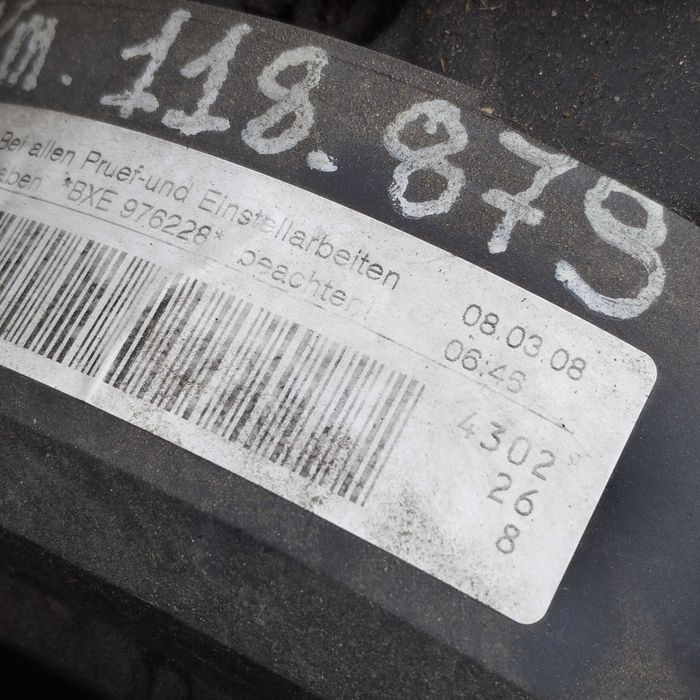 Km. 118.879
Bei allen Pruef-und Einstellarbeiten
*BXE 976228* beachten!
08.03.08
06:46
4302
26
8